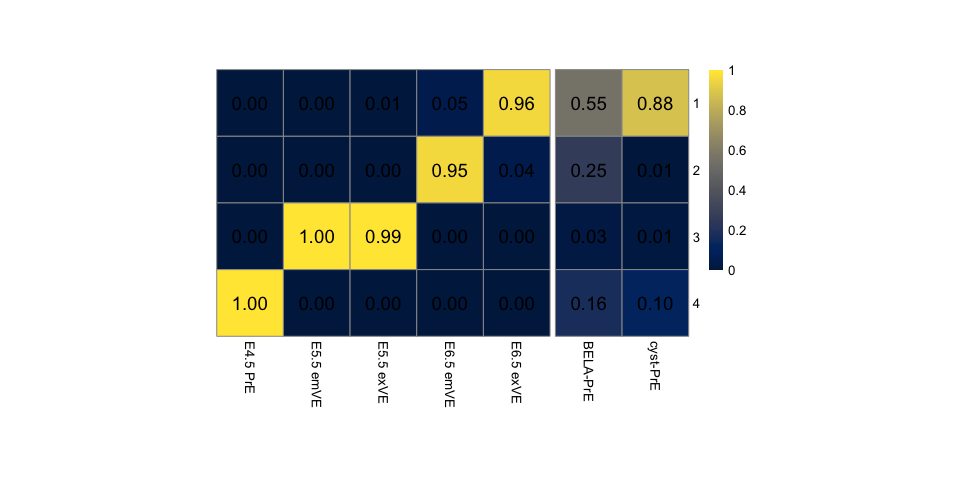 0.00 0.00 0.01 0.05 0.96 0.55 0.88 1
0.00 0.00 0.00 0.95 0.04 0.25 0.01 2
0.00 1.00 0.99 0.00 0.00 0.03 0.01 3
1.00 0.00 0.00 0.00 0.00 0.16 0.10 4
E4.5 PrE
E5.5 emVE
E5.5 exVE
E6.5 emVE
E6.5 exVE
BELA-PrE
cyst-PrE
1
0.8
0.6
0.4
0.2
0